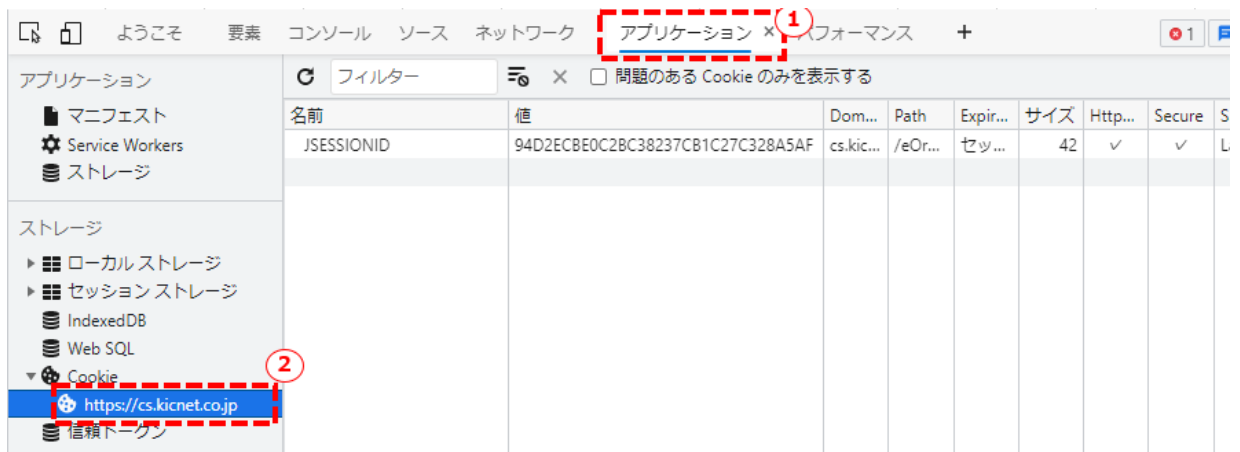 ようこそ 要素 コンソール ソース ネットワーク アプリケーション × 1 パフォーマンス + 1
アプリケーション
フィルター × 問題のある Cookie のみを表示する
マニフェスト
Service Workers
ストレージ
名前 値 Dom... Path Expir... サイズ Http... Secure S
JSESSIONID 94D2ECBE0C2BC38237CB1C27C328A5AF cs.kic... /eOr... セッ... 42 ✓ ✓ L
ストレージ
ローカル ストレージ
セッション ストレージ
IndexedDB
Web SQL
Cookie 2
https://cs.kicnet.co.jp
信頼トークン